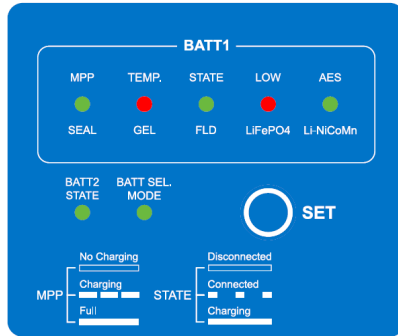 BATT1
MPP TEMP. STATE LOW AES
SEAL GEL FLD LiFePO4 Li-NiCoMn
BATT2 STATE
BATT SEL. MODE
SET
MPP
No Charging
Charging
Full
STATE
Disconnected
Connected
Charging